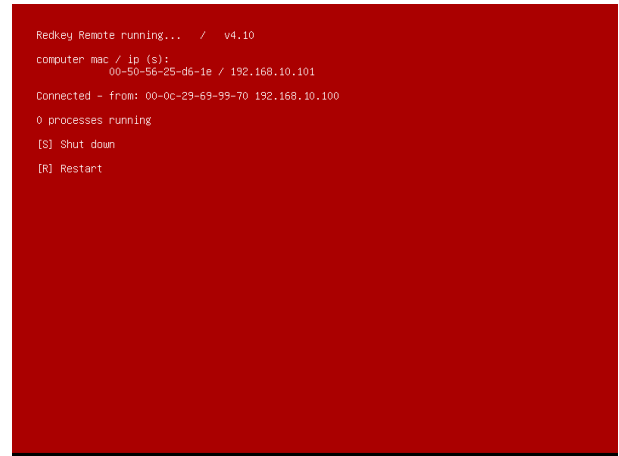 Redkey Remote running... / v4.10
computer mac / ip (s):
00-50-56-25-d6-1e / 192.168.10.101
Connected - from: 00-0c-29-69-99-70 192.168.10.100
0 processes running
[S] Shut down
[R] Restart